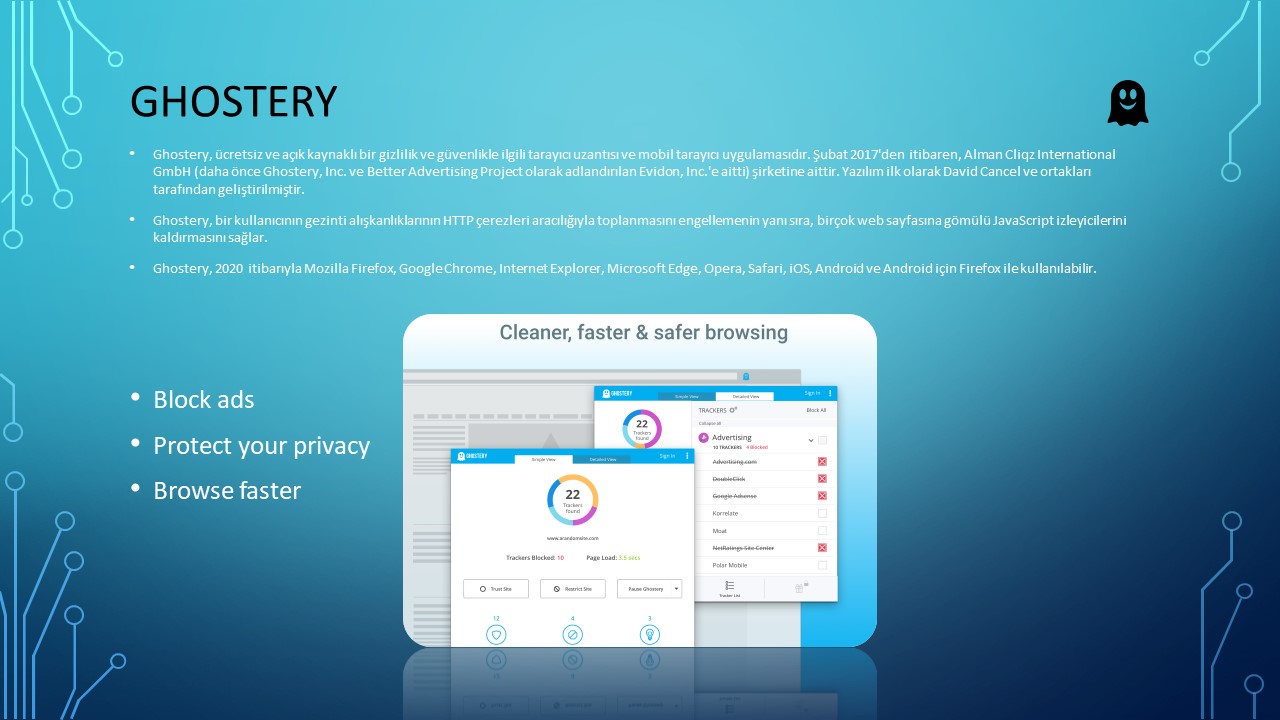 GHOSTERY
• Ghostery, ücretsiz ve açık kaynaklı bir gizlilik ve güvenlikle ilgili tarayıcı uzantısı ve mobil tarayıcı uygulamasıdır. Şubat 2017'den itibaren, Alman Cliqz International
GmbH (daha önce Ghostery, Inc. ve Better Advertising Project olarak adlandırılan Evidon, Inc.'e aitti) şirketine aittir. Yazılım ilk olarak David Cancel ve ortakları
tarafından geliştirilmiştir.
• Ghostery, bir kullanıcının gezinti alışkanlıklarının HTTP çerezleri aracılığıyla toplanmasını engellemenin yanı sıra, birçok web sayfasına gömülü JavaScript izleyicilerini
kaldırmasını sağlar.
• Ghostery, 2020 itibarıyla Mozilla Firefox, Google Chrome, Internet Explorer, Microsoft Edge, Opera, Safari, iOS, Android ve Android için Firefox ile kullanılabilir.
• Block ads
• Protect your privacy
• Browse faster
Cleaner, faster & safer browsing
GHOSTERY
Simple View
Detailed View
Sign In
22
Trackers
found
TRACKERS
Block All
Collapse all
Advertising
10 TRACKERS 4 Blocked
Advertising.com
DoubleClick
Google Adsense
Korrelate
Moat
NetRatings Site Center
Polar Mobile
Tracker List
GHOSTERY
Simple View
Detailed View
Sign In
22
Trackers
found
www.arandomsite.com
Trackers Blocked: 10 Page Load: 3.5 secs
Trust Site
Restrict Site
Pause Ghostery
12 4 3